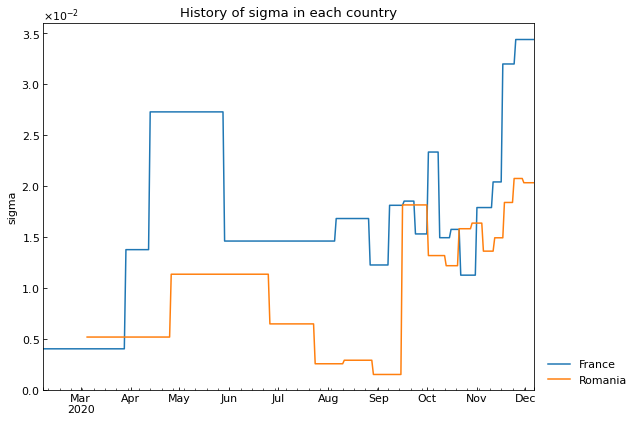 History of sigma in each country
×10⁻²
3.5
3.0
2.5
2.0
1.5
1.0
0.5
0.0
sigma
Mar Apr May Jun Jul Aug Sep Oct Nov Dec
2020
France
Romania